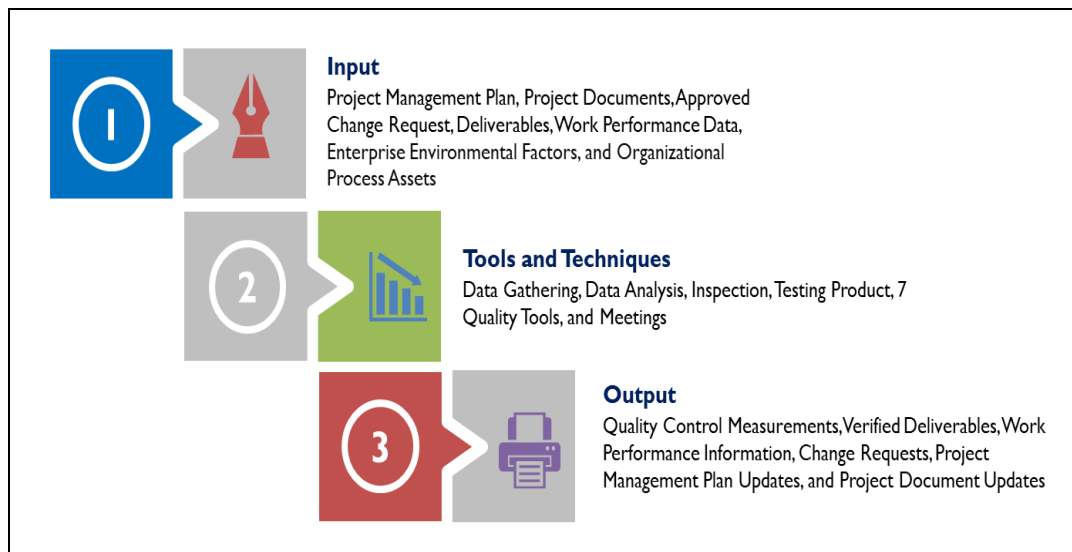 1
Input
Project Management Plan, Project Documents, Approved
Change Request, Deliverables, Work Performance Data,
Enterprise Environmental Factors, and Organizational
Process Assets
2
Tools and Techniques
Data Gathering, Data Analysis, Inspection, Testing Product, 7
Quality Tools, and Meetings
3
Output
Quality Control Measurements, Verified Deliverables, Work
Performance Information, Change Requests, Project
Management Plan Updates, and Project Document Updates